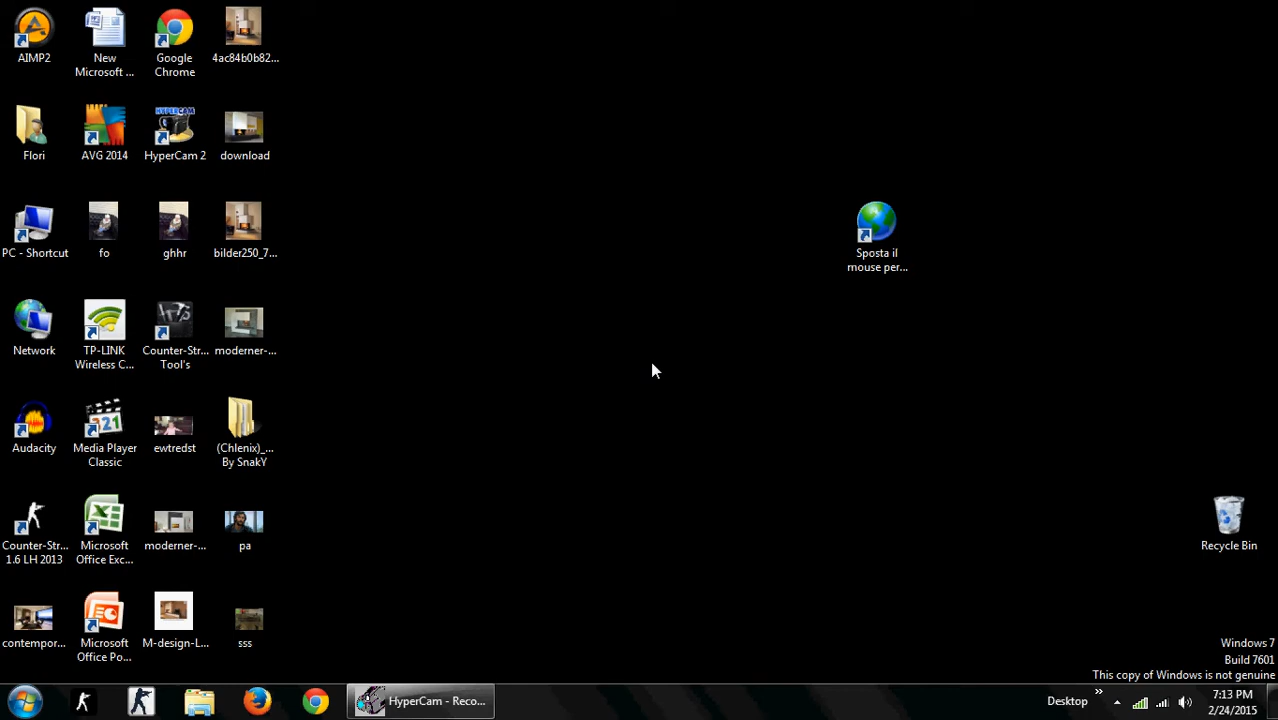 AIMP2
New
Microsoft ...
Google
Chrome
4ac84b0b82...
Flori
AVG 2014
HYPERCAM
HyperCam 2
download
PC - Shortcut
fo
ghhr
bilder250_7...
Sposta il
mouse per...
Network
TP-LINK
Wireless C...
Counter-Str...
Tool's
moderner-...
Audacity
321
Media Player
Classic
ewtredst
(Chlenix)_...
By SnakY
Counter-Str...
1.6 LH 2013
Microsoft
Office Exc...
moderner-...
pa
Recycle Bin
contempor...
Microsoft
Office Po...
M-design-L...
sss
Windows 7
Build 7601
This copy of Windows is not genuine
HyperCam - Reco...
Desktop
»
7:13 PM
2/24/2015